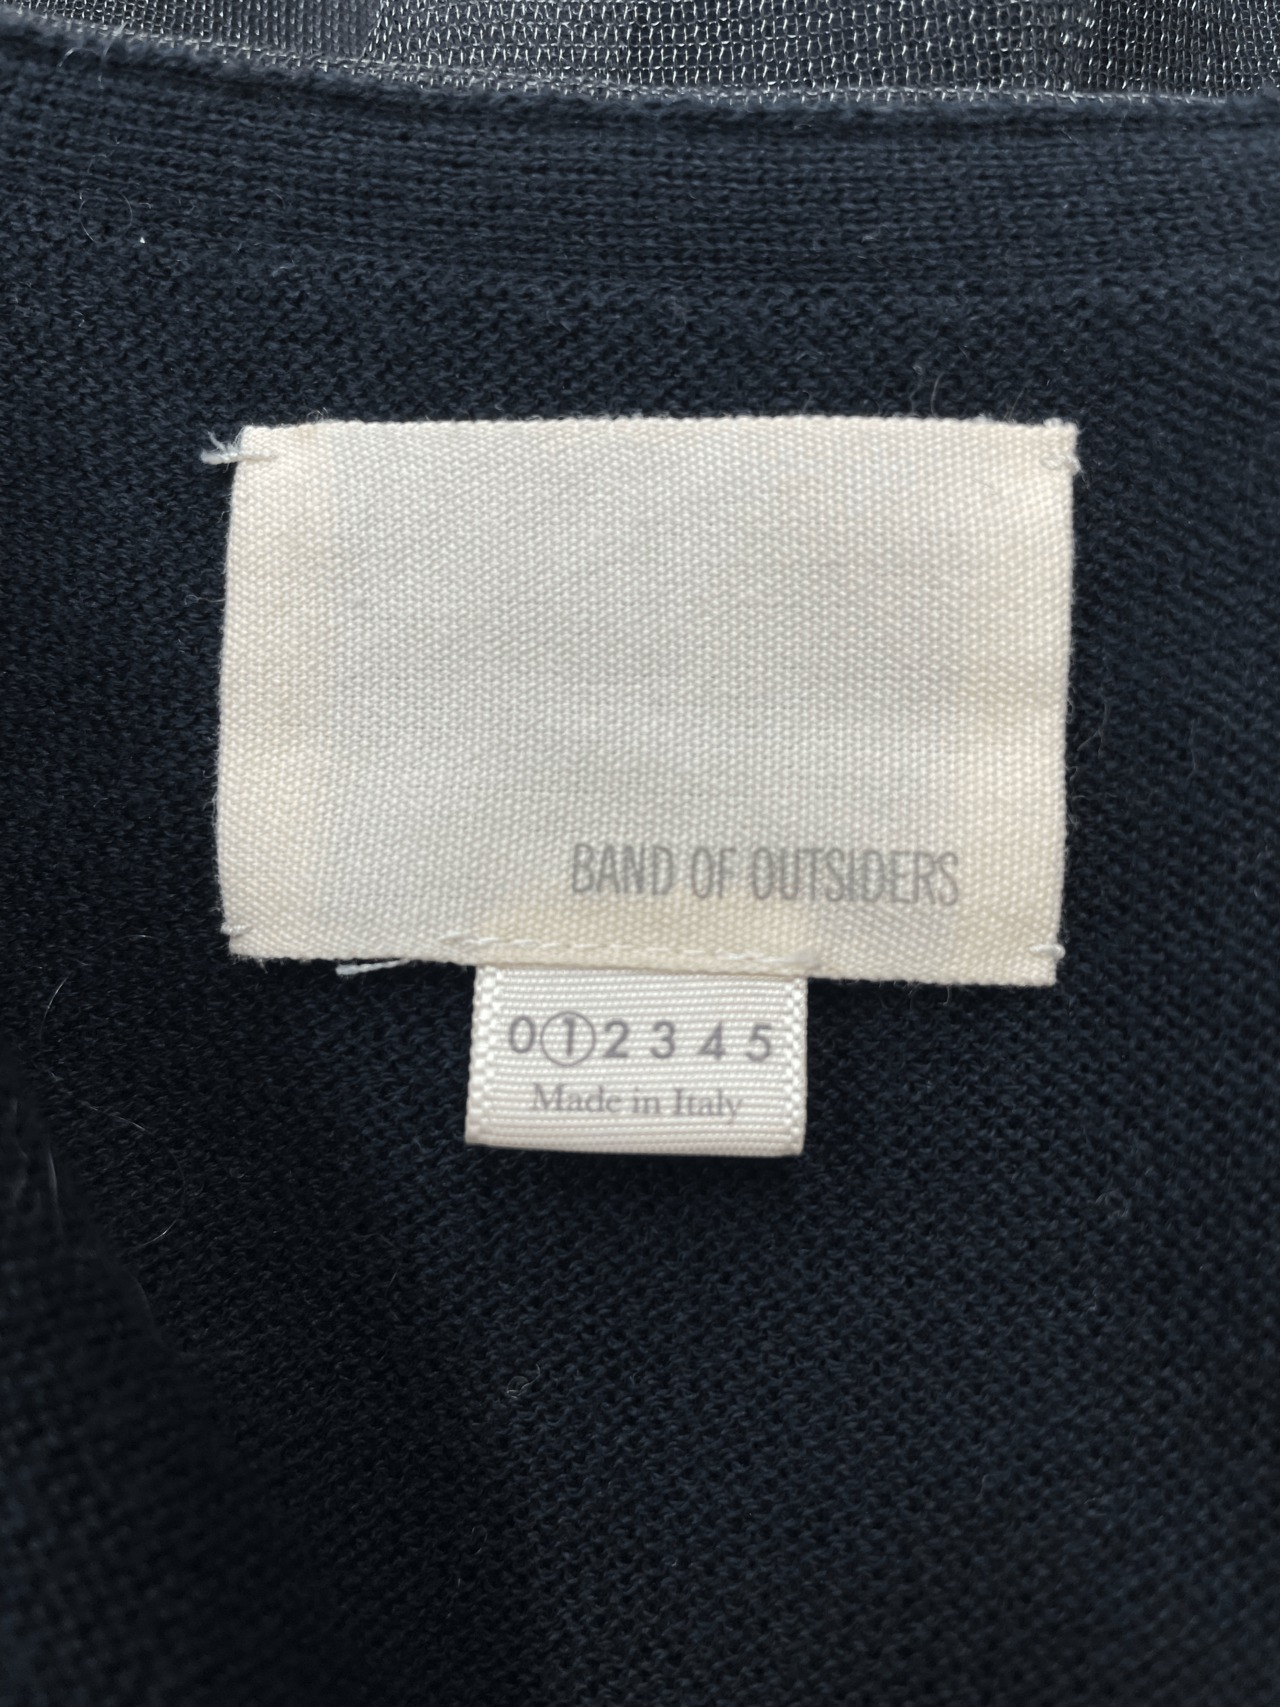 BAND OF OUTSIDERS
0 1 2 3 4 5
Made in Italy